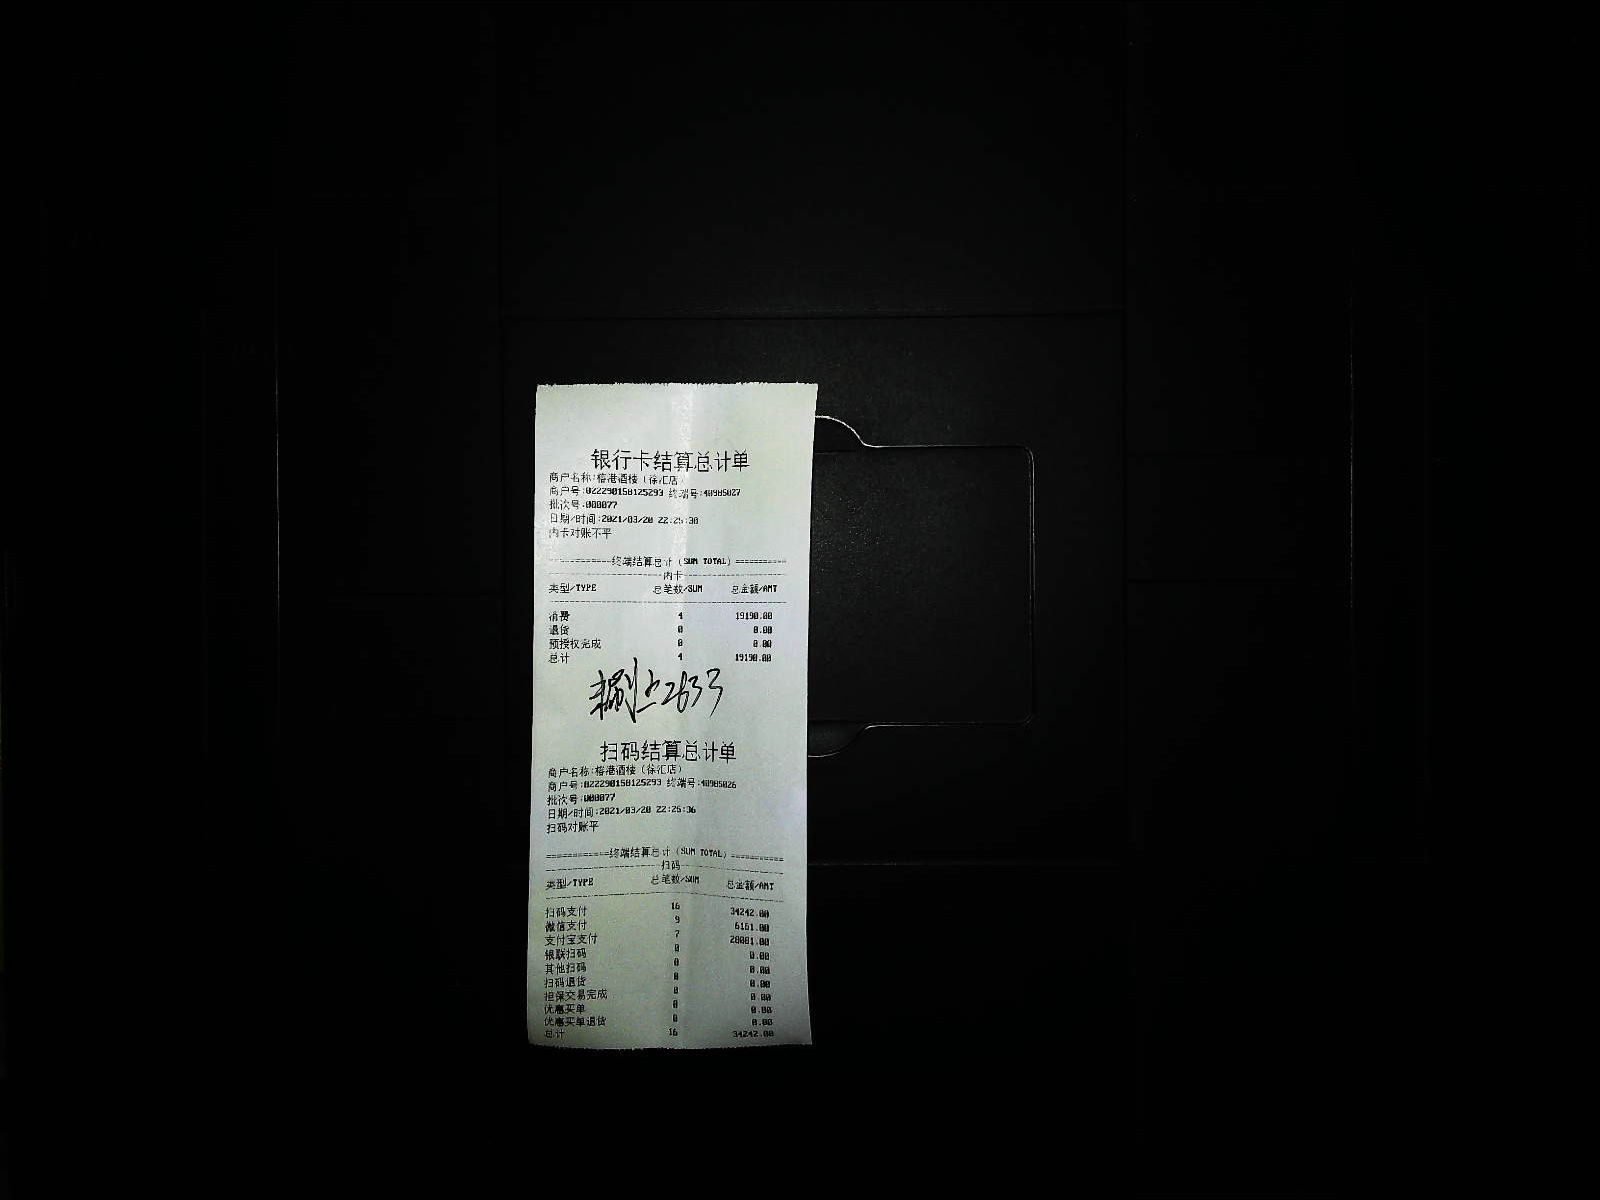 银行卡结算总计单
商户名称:榕港酒楼(徐汇店)
商户号:822290158125293 终端号:48985827
批次号:000077
日期/时间:2021/03/20 22:25:38
内卡对账不平
============终端结算总计(SUM TOTAL)==========
内卡
类型/TYPE 总笔数/SUM 总金额/AMT
消费 4 19190.00
退货 0 0.00
预授权完成 0 0.00
总计 4 19190.00
2633
扫码结算总计单
商户名称:榕港酒楼(徐汇店)
商户号:822290158125293 终端号:48985826
批次号:000077
日期/时间:2021/03/20 22:25:36
扫码对账平
============终端结算总计(SUM TOTAL)==========
扫码
类型/TYPE 总笔数/SUM 总金额/AMT
扫码支付 16 34242.00
微信支付 9 6161.00
支付宝支付 7 28081.00
银联扫码 0 0.00
其他扫码 0 0.00
扫码退货 0 0.00
担保交易完成 0 0.00
优惠买单 0 0.00
优惠买单退货 0 0.00
总计 16 34242.00